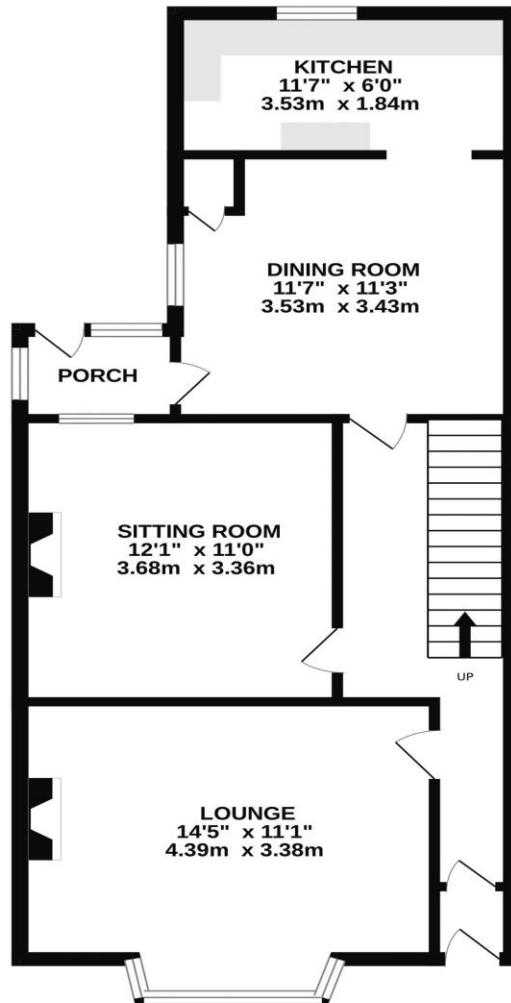 KITCHEN
11'7" x 6'0"
3.53m x 1.84m
DINING ROOM
11'7" x 11'3"
3.53m x 3.43m
PORCH
SITTING ROOM
12'1" x 11'0"
3.68m x 3.36m
UP
LOUNGE
14'5" x 11'1"
4.39m x 3.38m